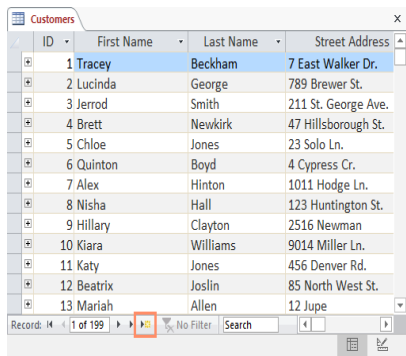 Customers x
ID First Name Last Name Street Address
1 Tracey Beckham 7 East Walker Dr.
2 Lucinda George 789 Brewer St.
3 Jerrod Smith 211 St. George Ave.
4 Brett Newkirk 47 Hillsborough St.
5 Chloe Jones 23 Solo Ln.
6 Quinton Boyd 4 Cypress Cr.
7 Alex Hinton 1011 Hodge Ln.
8 Nisha Hall 123 Huntington St.
9 Hillary Clayton 2516 Newman
10 Kiara Williams 9014 Miller Ln.
11 Katy Jones 456 Denver Rd.
12 Beatrix Joslin 85 North West St.
13 Mariah Allen 12 Jupe
Record: 1 of 199 No Filter Search